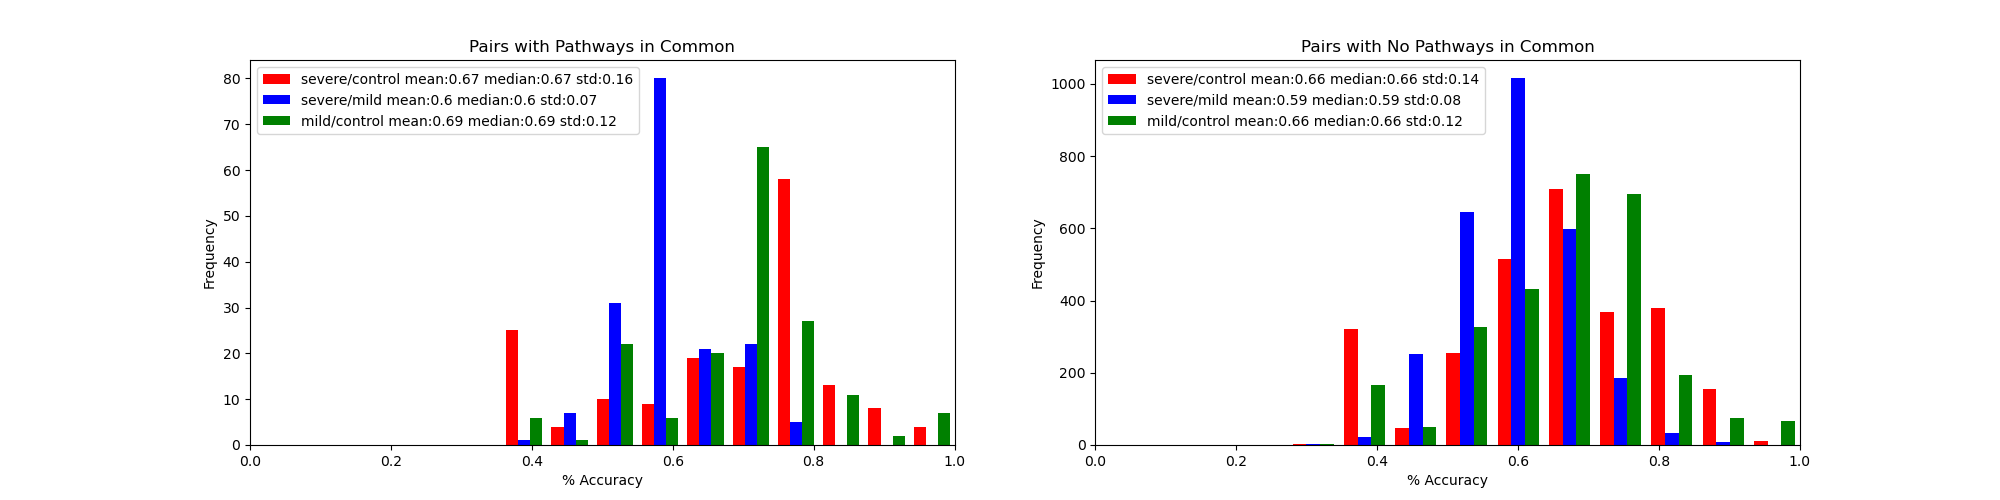 Pairs with Pathways in Common
severe/control mean:0.67 median:0.67 std:0.16
severe/mild mean:0.6 median:0.6 std:0.07
mild/control mean:0.69 median:0.69 std:0.12
80
70
60
50
40
30
20
10
0
Frequency
0.0 0.2 0.4 0.6 0.8 1.0
% Accuracy
Pairs with No Pathways in Common
severe/control mean:0.66 median:0.66 std:0.14
severe/mild mean:0.59 median:0.59 std:0.08
mild/control mean:0.66 median:0.66 std:0.12
1000
800
600
400
200
0
Frequency
0.0 0.2 0.4 0.6 0.8 1.0
% Accuracy